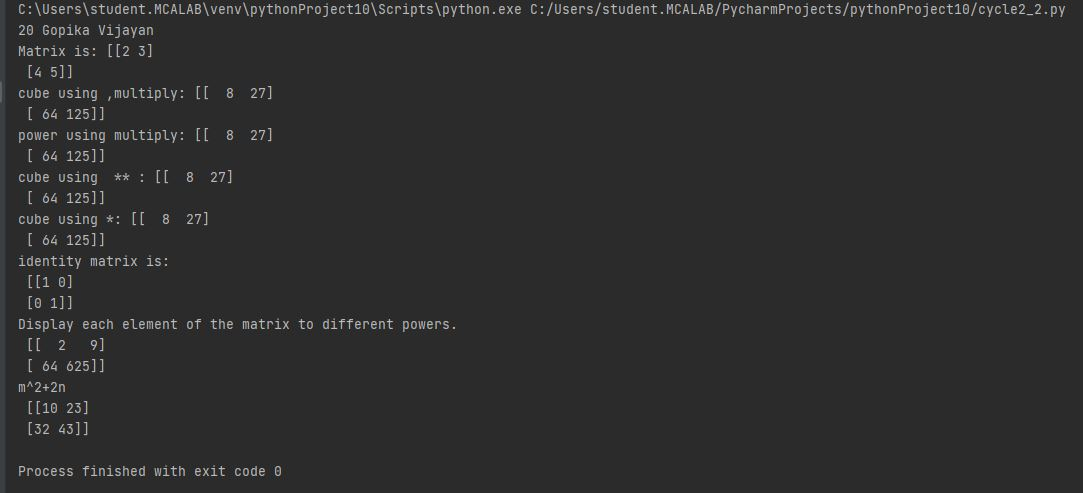 C:\Users\student.MCALAB\venv\pythonProject10\Scripts\python.exe C:/Users/student.MCALAB/PycharmProjects/pythonProject10/cycle2_2.py
20 Gopika Vijayan
Matrix is: [[2 3]
 [4 5]]
cube using ,multiply: [[  8  27]
 [ 64 125]]
power using multiply: [[  8  27]
 [ 64 125]]
cube using  ** : [[  8  27]
 [ 64 125]]
cube using *: [[  8  27]
 [ 64 125]]
identity matrix is:
 [[1 0]
 [0 1]]
Display each element of the matrix to different powers.
 [[  2   9]
 [ 64 625]]
m^2+2n
 [[10 23]
 [32 43]]
Process finished with exit code 0